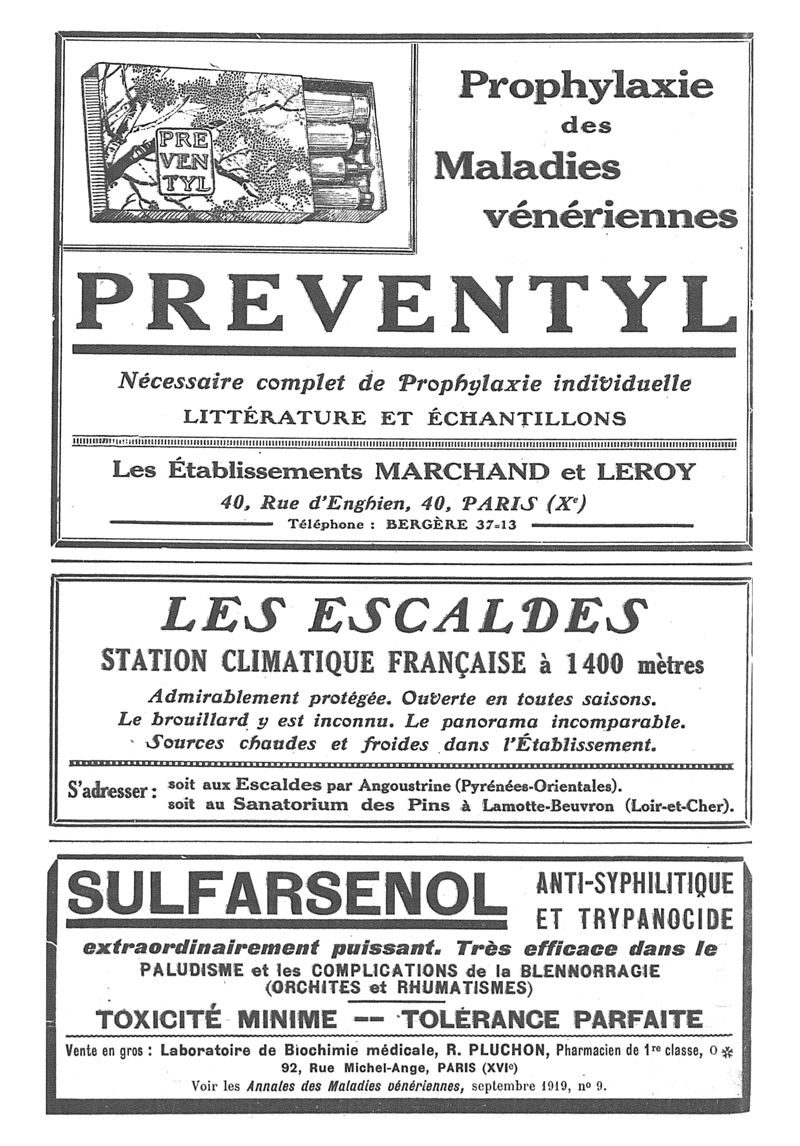 PRE
VEN
TYL
Prophylaxie
des
Maladies
vénériennes
PREVENTYL
Nécessaire complet de Prophylaxie individuelle
LITTÉRATURE ET ÉCHANTILLONS
Les Établissements MARCHAND et LEROY
40, Rue d'Enghien, 40, PARIS (Xe)
Téléphone : BERGÈRE 37=13
LES ESCALDES
STATION CLIMATIQUE FRANÇAISE à 1400 mètres
Admirablement protégée. Ouverte en toutes saisons.
Le brouillard y est inconnu. Le panorama incomparable.
Sources chaudes et froides dans l'Établissement.
S'adresser : soit aux Escaldes par Angoustrine (Pyrénées-Orientales).
soit au Sanatorium des Pins à Lamotte-Beuvron (Loir-et-Cher).
SULFARSENOL
ANTI-SYPHILITIQUE
ET TRYPANOCIDE
extraordinairement puissant. Très efficace dans le
PALUDISME et les COMPLICATIONS de la BLENNORRAGIE
(ORCHITES et RHUMATISMES)
TOXICITÉ MINIME -- TOLÉRANCE PARFAITE
Vente en gros : Laboratoire de Biochimie médicale, R. PLUCHON, Pharmacien de 1re classe, O ✲
92, Rue Michel-Ange, PARIS (XVIe)
Voir les Annales des Maladies vénériennes, septembre 1919, no 9.